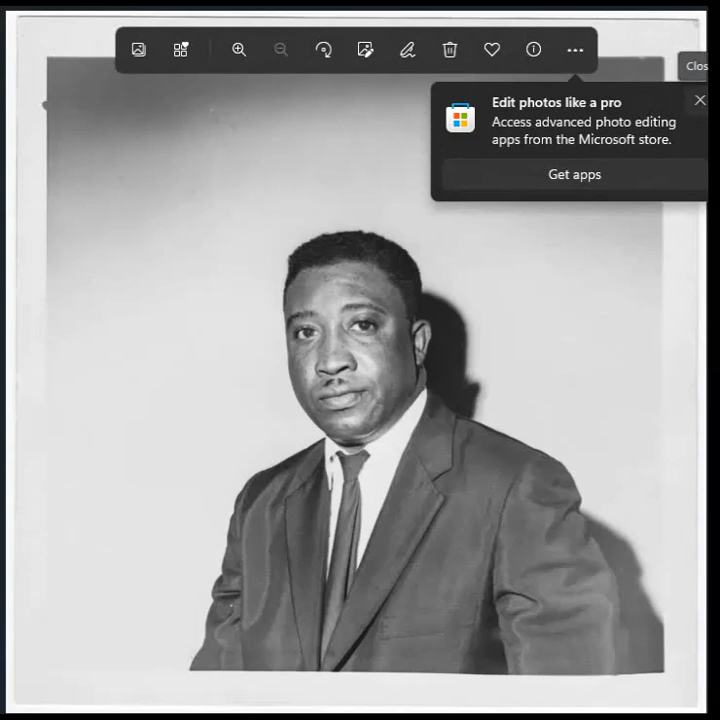 Clos
Edit photos like a pro
Access advanced photo editing
apps from the Microsoft store.
Get apps